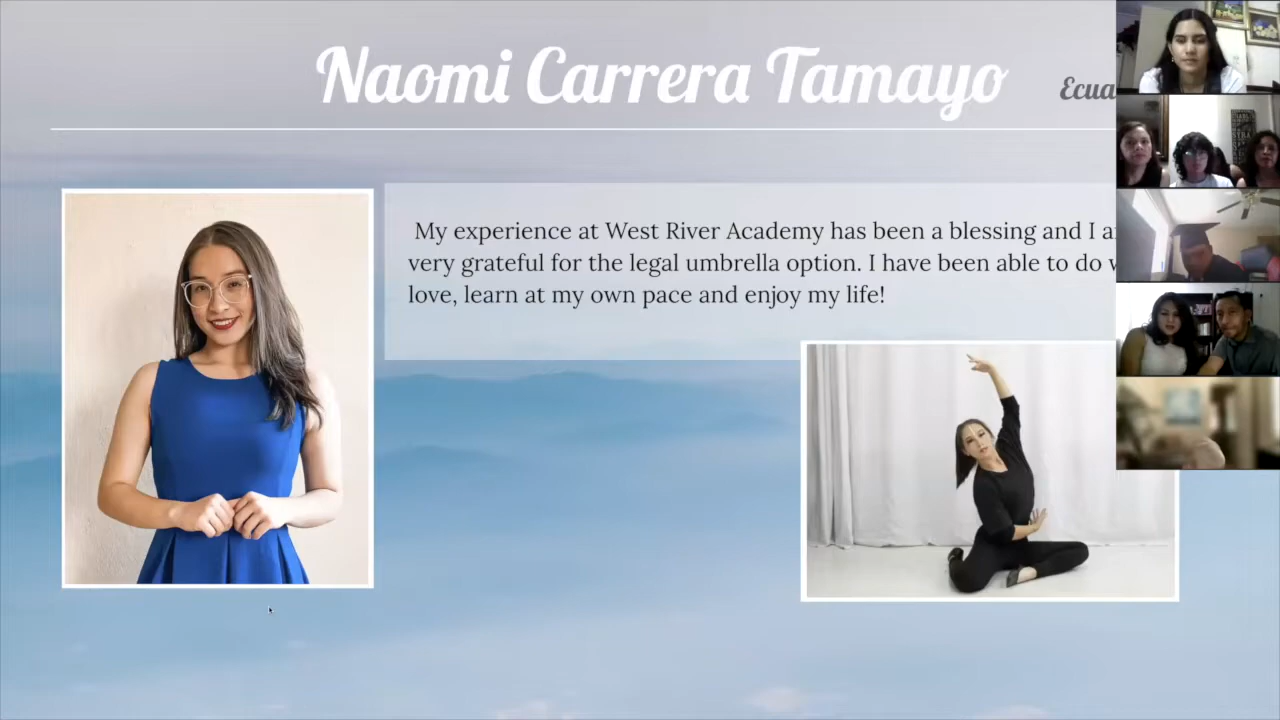 Naomi Carrera Tamayo
Ecua
My experience at West River Academy has been a blessing and I a
very grateful for the legal umbrella option. I have been able to do
love, learn at my own pace and enjoy my life!